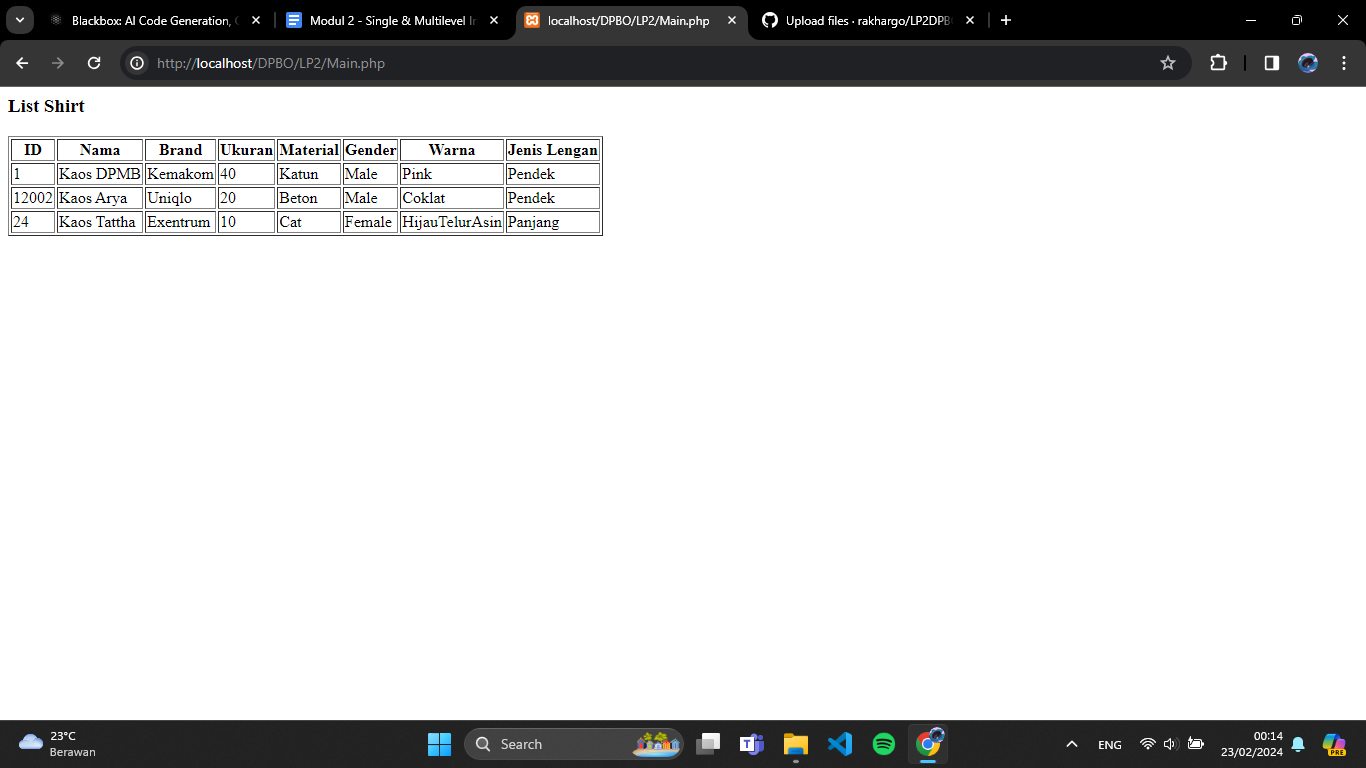 Blackbox: AI Code Generation,
Modul 2 - Single & Multilevel In
localhost/DPBO/LP2/Main.php
Upload files · rakhargo/LP2DPB
http://localhost/DPBO/LP2/Main.php
List Shirt
ID Nama Brand Ukuran Material Gender Warna Jenis Lengan
1 Kaos DPMB Kemakom 40 Katun Male Pink Pendek
12002 Kaos Arya Uniqlo 20 Beton Male Coklat Pendek
24 Kaos Tattha Exentrum 10 Cat Female HijauTelurAsin Panjang
23°C
Berawan
Search
ENG
00:14
23/02/2024
PRE